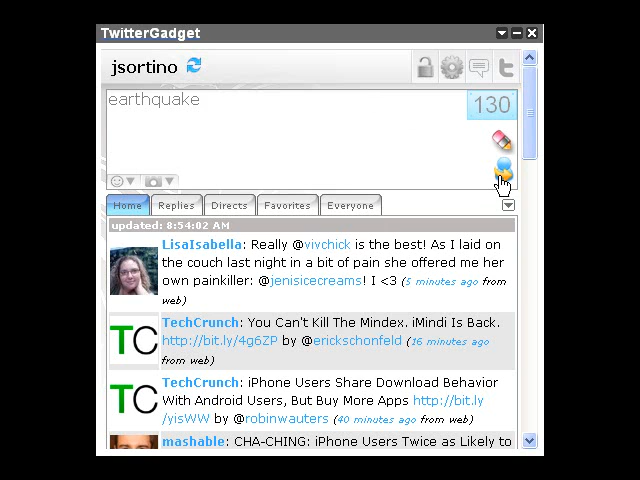 TwitterGadget
jsortino
earthquake
130
Home Replies Directs Favorites Everyone
updated: 8:54:02 AM
LisaIsabella: Really @vivchick is the best! As I laid on
the couch last night in a bit of pain she offered me her
own painkiller: @jenisicecreams! I <3 (5 minutes ago from
web)
TC
TechCrunch: You Can't Kill The Mindex. iMindi Is Back.
http://bit.ly/4g6ZP by @erickschonfeld (16 minutes ago
from web)
TC
TechCrunch: iPhone Users Share Download Behavior
With Android Users, But Buy More Apps http://bit.ly
/yisWW by @robinwauters (40 minutes ago from web)
mashable: CHA-CHING: iPhone Users Twice as Likely to